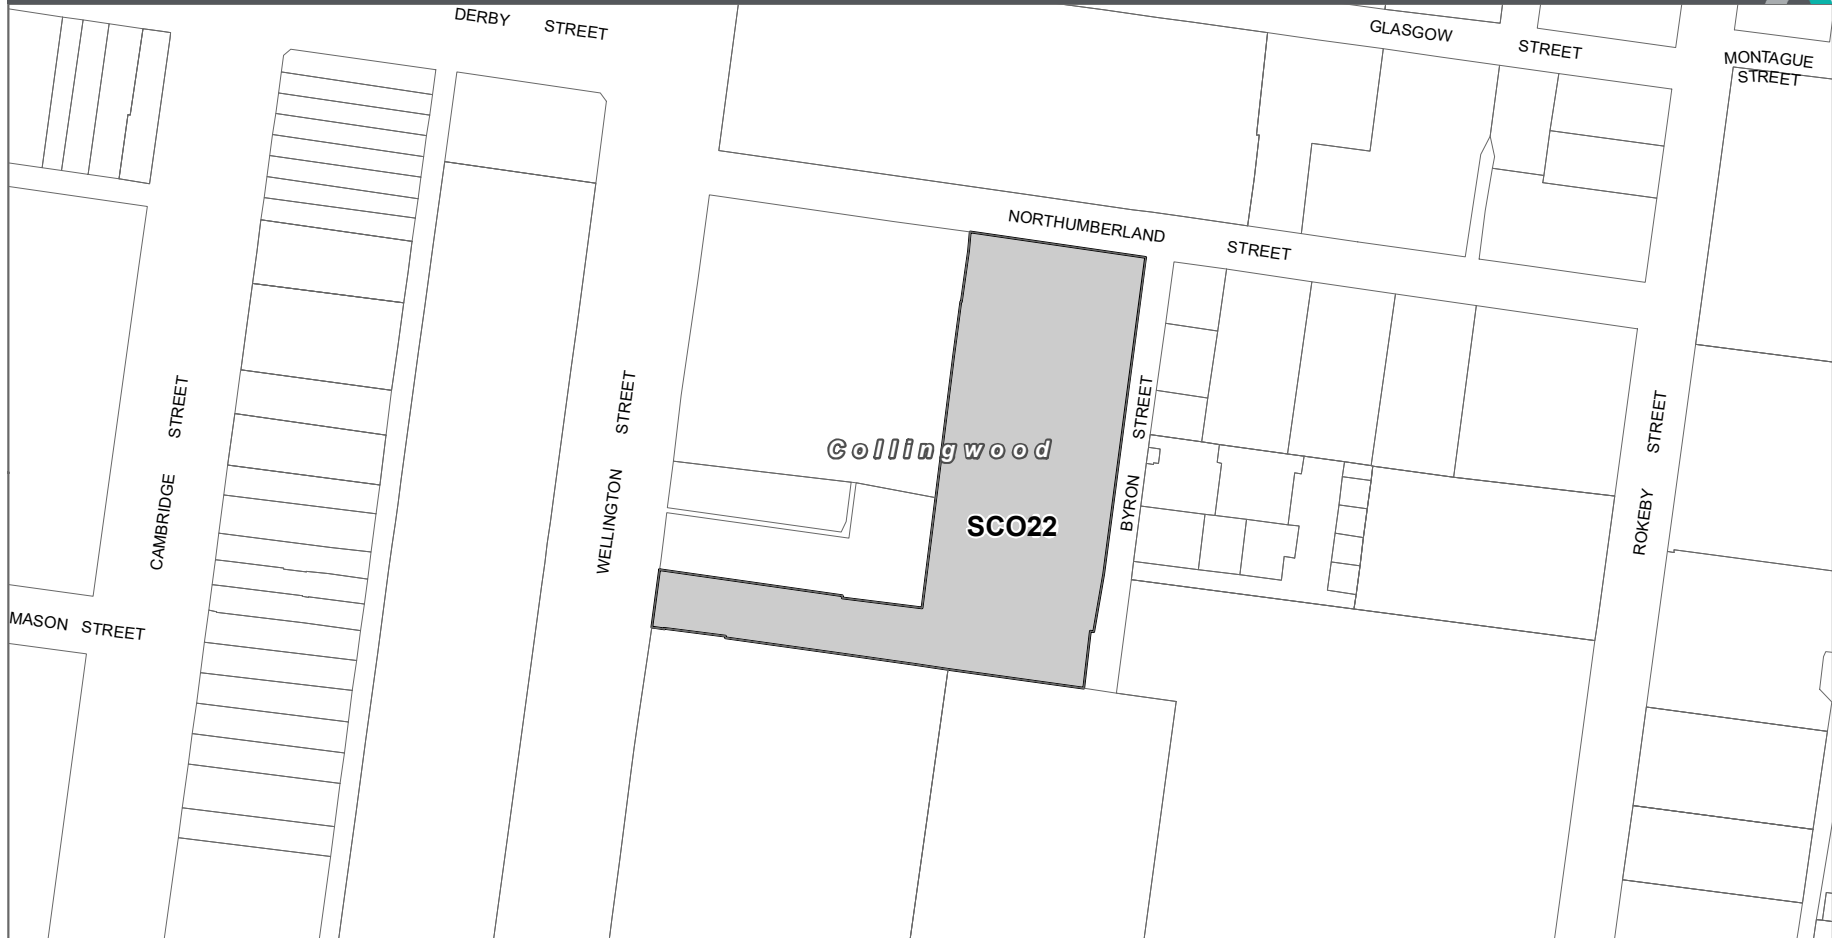 DERBY STREET
GLASGOW STREET
MONTAGUE
STREET
NORTHUMBERLAND STREET
CAMBRIDGE STREET
WELLINGTON STREET
BYRON STREET
ROKEBY STREET
Collingwood
SCO22
MASON STREET